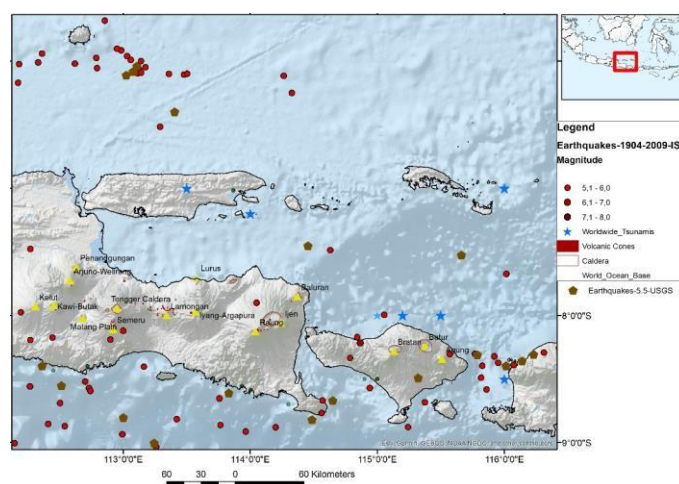 Legend
Earthquakes-1904-2009-IS
Magnitude
5,1 - 6,0
6,1 - 7,0
7,1 - 8,0
Worldwide_Tsunamis
Volcanic Cones
Caldera
World_Ocean_Base
Earthquakes-5.5-USGS
Penanggungan
Arjuno-Welirang
Lurus
Baluran
Kelut
Kawi-Butak
Tengger Caldera
Lamongan
Ijen
Semeru
Iyang-Argapura
Malang Plain
Raung
Bratan
Batur
Agung
8°0'0"S
9°0'0"S
113°0'0"E
114°0'0"E
115°0'0"E
116°0'0"E
60 30 0 60 Kilometers